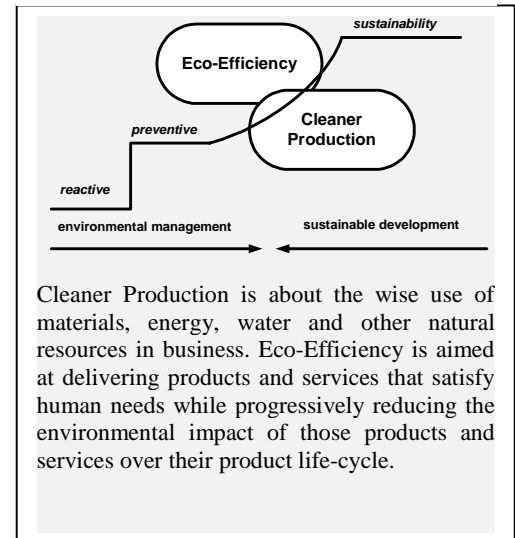 sustainability
Eco-Efficiency
Cleaner
Production
preventive
reactive
environmental management
sustainable development
Cleaner Production is about the wise use of
materials, energy, water and other natural
resources in business. Eco-Efficiency is aimed
at delivering products and services that satisfy
human needs while progressively reducing the
environmental impact of those products and
services over their product life-cycle.